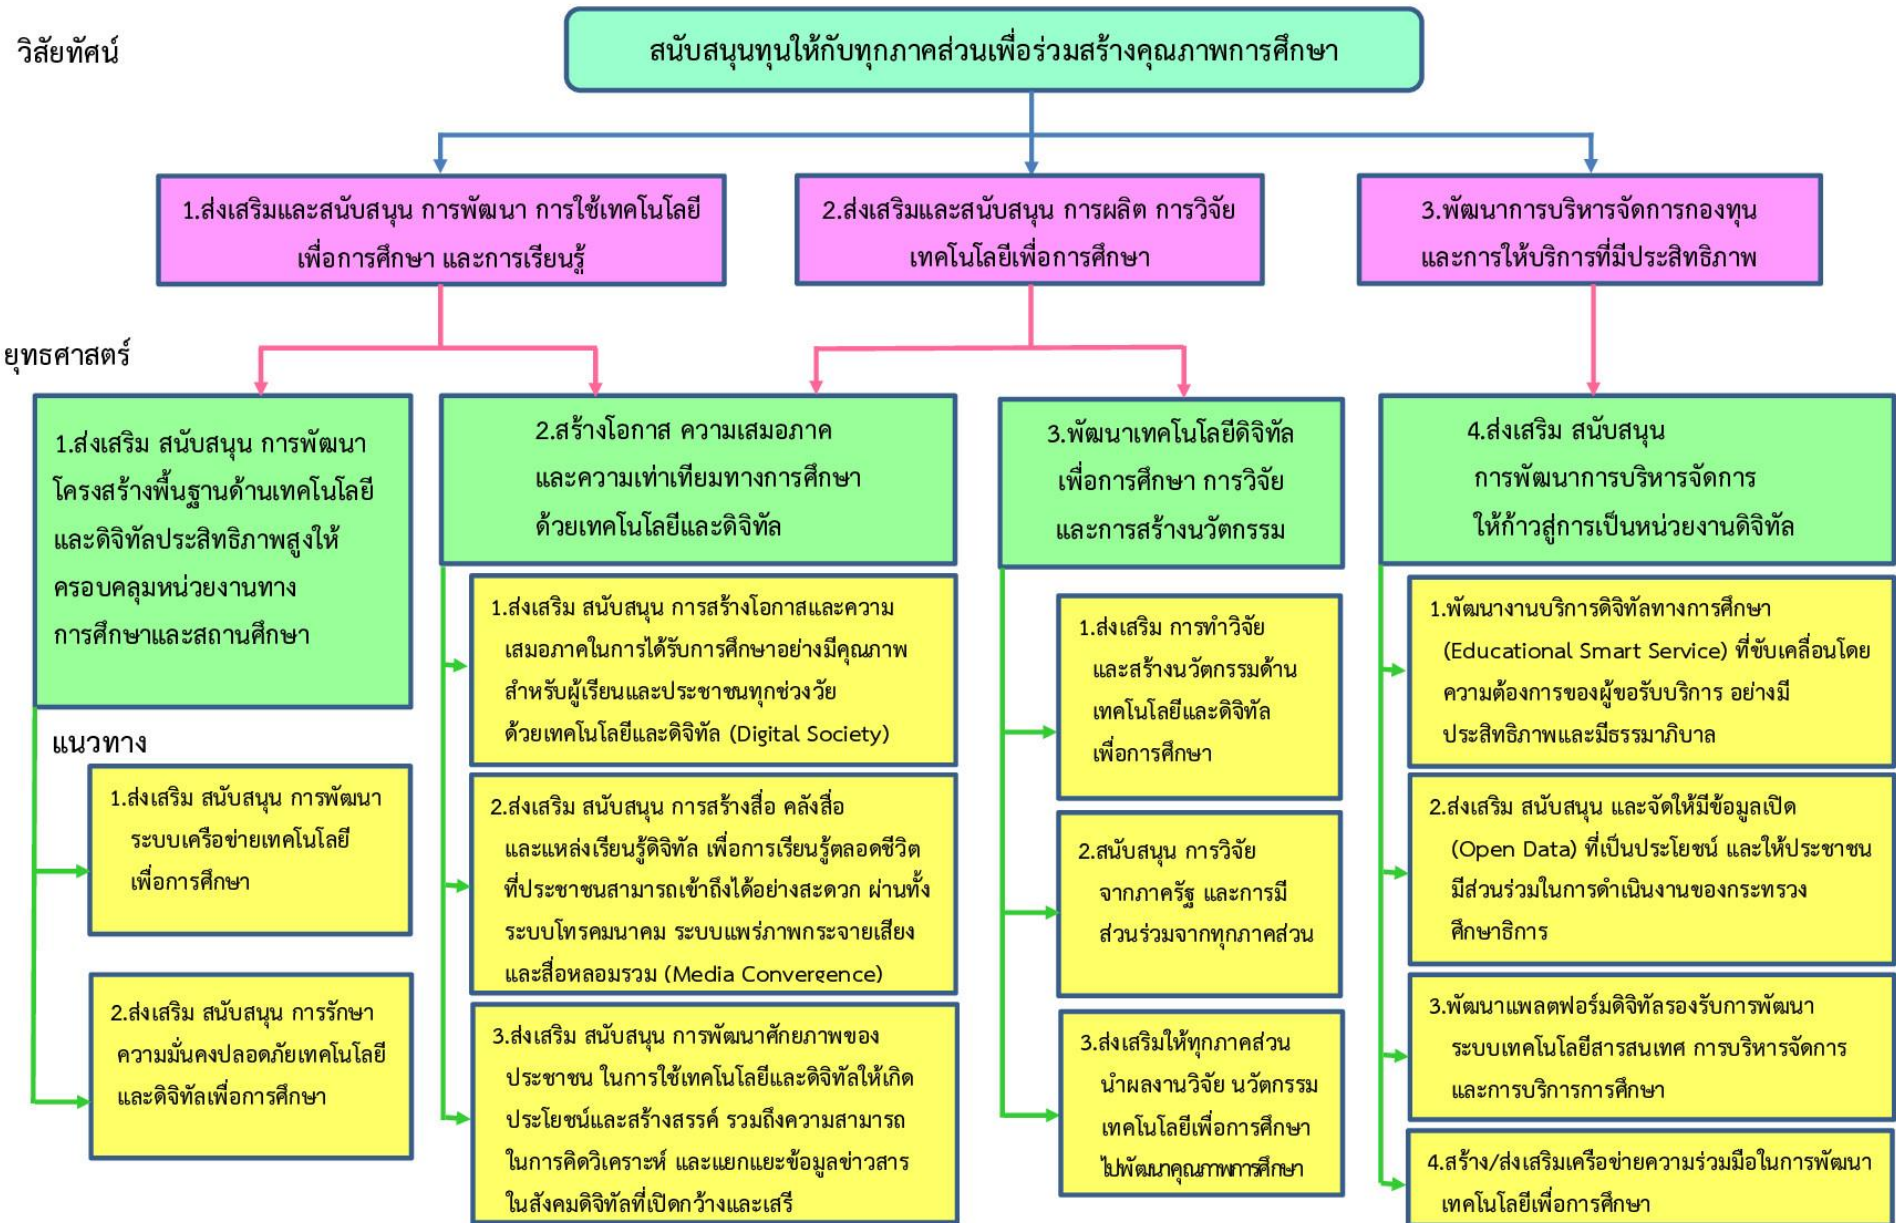 วิสัยทัศน์
สนับสนุนทุนให้กับทุกภาคส่วนเพื่อร่วมสร้างคุณภาพการศึกษา
1.ส่งเสริมและสนับสนุน การพัฒนา การใช้เทคโนโลยี
เพื่อการศึกษา และการเรียนรู้
2.ส่งเสริมและสนับสนุน การผลิต การวิจัย
เทคโนโลยีเพื่อการศึกษา
3.พัฒนาการบริหารจัดการกองทุน
และการให้บริการที่มีประสิทธิภาพ
ยุทธศาสตร์
1.ส่งเสริม สนับสนุน การพัฒนา
โครงสร้างพื้นฐานด้านเทคโนโลยี
และดิจิทัลประสิทธิภาพสูงให้
ครอบคลุมหน่วยงานทาง
การศึกษาและสถานศึกษา
แนวทาง
1.ส่งเสริม สนับสนุน การพัฒนา
ระบบเครือข่ายเทคโนโลยี
เพื่อการศึกษา
2.ส่งเสริม สนับสนุน การรักษา
ความมั่นคงปลอดภัยเทคโนโลยี
และดิจิทัลเพื่อการศึกษา
2.สร้างโอกาส ความเสมอภาค
และความเท่าเทียมทางการศึกษา
ด้วยเทคโนโลยีและดิจิทัล
1.ส่งเสริม สนับสนุน การสร้างโอกาสและความ
เสมอภาคในการได้รับการศึกษาอย่างมีคุณภาพ
สำหรับผู้เรียนและประชาชนทุกช่วงวัย
ด้วยเทคโนโลยีและดิจิทัล (Digital Society)
2.ส่งเสริม สนับสนุน การสร้างสื่อ คลังสื่อ
และแหล่งเรียนรู้ดิจิทัล เพื่อการเรียนรู้ตลอดชีวิต
ที่ประชาชนสามารถเข้าถึงได้อย่างสะดวก ผ่านทั้ง
ระบบโทรคมนาคม ระบบแพร่ภาพกระจายเสียง
และสื่อหลอมรวม (Media Convergence)
3.ส่งเสริม สนับสนุน การพัฒนาศักยภาพของ
ประชาชน ในการใช้เทคโนโลยีและดิจิทัลให้เกิด
ประโยชน์และสร้างสรรค์ รวมถึงความสามารถ
ในการคิดวิเคราะห์ และแยกแยะข้อมูลข่าวสาร
ในสังคมดิจิทัลที่เปิดกว้างและเสรี
3.พัฒนาเทคโนโลยีดิจิทัล
เพื่อการศึกษา การวิจัย
และการสร้างนวัตกรรม
1.ส่งเสริม การทำวิจัย
และสร้างนวัตกรรมด้าน
เทคโนโลยีและดิจิทัล
เพื่อการศึกษา
2.สนับสนุน การวิจัย
จากภาครัฐ และการมี
ส่วนร่วมจากทุกภาคส่วน
3.ส่งเสริมให้ทุกภาคส่วน
นำผลงานวิจัย นวัตกรรม
เทคโนโลยีเพื่อการศึกษา
ไปพัฒนาคุณภาพการศึกษา
4.ส่งเสริม สนับสนุน
การพัฒนาการบริหารจัดการ
ให้ก้าวสู่การเป็นหน่วยงานดิจิทัล
1.พัฒนางานบริการดิจิทัลทางการศึกษา
(Educational Smart Service) ที่ขับเคลื่อนโดย
ความต้องการของผู้ขอรับบริการ อย่างมี
ประสิทธิภาพและมีธรรมาภิบาล
2.ส่งเสริม สนับสนุน และจัดให้มีข้อมูลเปิด
(Open Data) ที่เป็นประโยชน์ และให้ประชาชน
มีส่วนร่วมในการดำเนินงานของกระทรวง
ศึกษาธิการ
3.พัฒนาแพลตฟอร์มดิจิทัลรองรับการพัฒนา
ระบบเทคโนโลยีสารสนเทศ การบริหารจัดการ
และการบริการการศึกษา
4.สร้าง/ส่งเสริมเครือข่ายความร่วมมือในการพัฒนา
เทคโนโลยีเพื่อการศึกษา